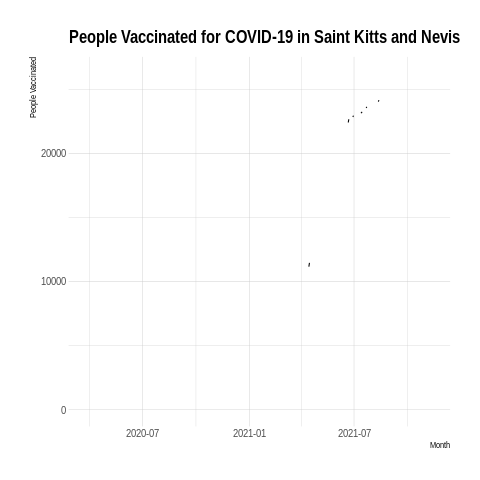 People Vaccinated for COVID-19 in Saint Kitts and Nevis
People Vaccinated
20000
10000
0
2020-07 2021-01 2021-07
Month